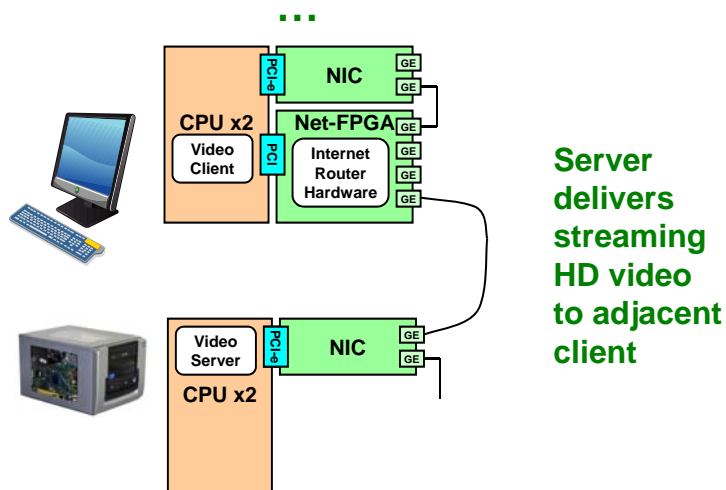 ...
PCI-e
NIC
GE
GE
CPU x2
Video
Client
PCI
Net-FPGA
Internet
Router
Hardware
GE
GE
GE
GE
Server
delivers
streaming
HD video
to adjacent
client
Video
Server
CPU x2
PCI-e
NIC
GE
GE